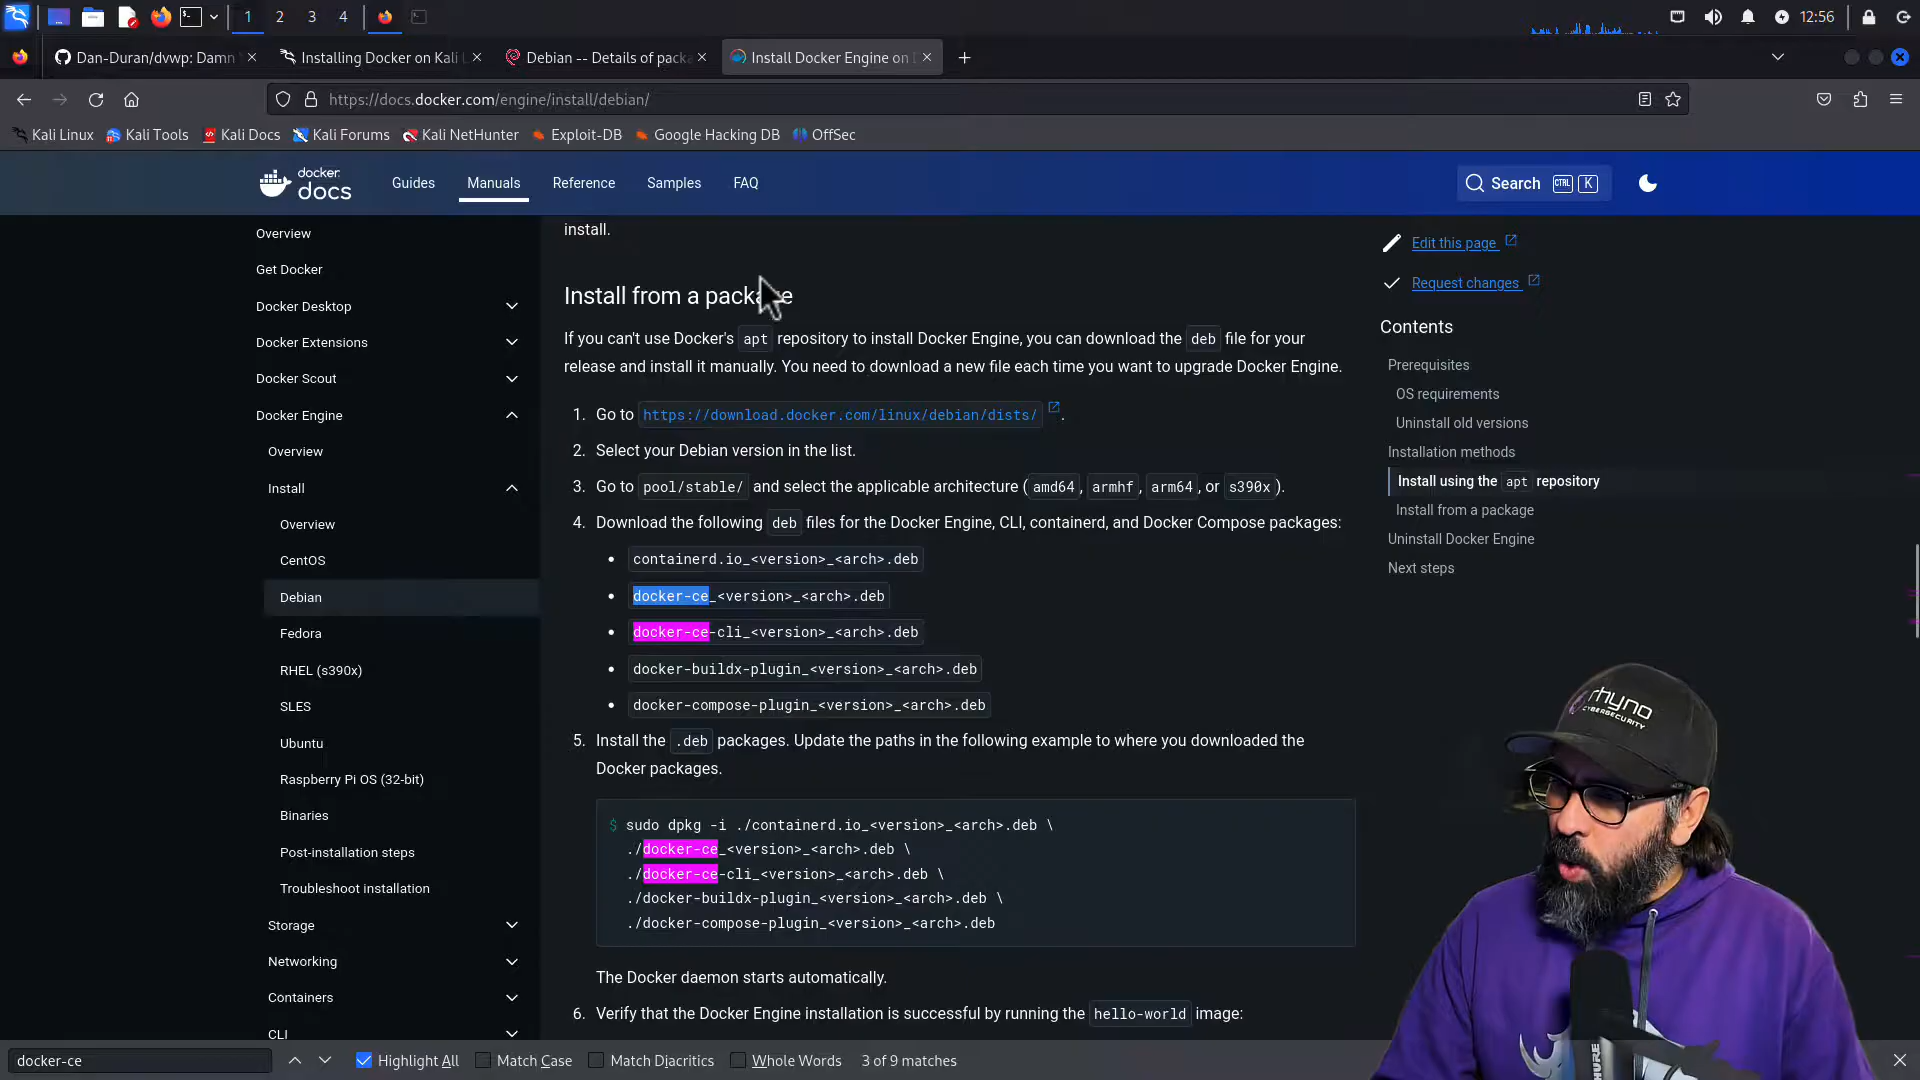 1 2 3 4 12:56
Dan-Duran/dvwp: Damn Installing Docker on Kali L Debian -- Details of packa Install Docker Engine on D
https://docs.docker.com/engine/install/debian/
Kali Linux Kali Tools Kali Docs Kali Forums Kali NetHunter Exploit-DB Google Hacking DB OffSec
docker docs Guides Manuals Reference Samples FAQ Search CTRL K
Overview
Get Docker
Docker Desktop
Docker Extensions
Docker Scout
Docker Engine
Overview
Install
Overview
CentOS
Debian
Fedora
RHEL (s390x)
SLES
Ubuntu
Raspberry Pi OS (32-bit)
Binaries
Post-installation steps
Troubleshoot installation
Storage
Networking
Containers
CLI
install.
Install from a package
If you can't use Docker's apt repository to install Docker Engine, you can download the deb file for your
release and install it manually. You need to download a new file each time you want to upgrade Docker Engine.
1. Go to https://download.docker.com/linux/debian/dists/ .
2. Select your Debian version in the list.
3. Go to pool/stable/ and select the applicable architecture ( amd64 , armhf , arm64 , or s390x ).
4. Download the following deb files for the Docker Engine, CLI, containerd, and Docker Compose packages:
• containerd.io_<version>_<arch>.deb
• docker-ce_<version>_<arch>.deb
• docker-ce-cli_<version>_<arch>.deb
• docker-buildx-plugin_<version>_<arch>.deb
• docker-compose-plugin_<version>_<arch>.deb
5. Install the .deb packages. Update the paths in the following example to where you downloaded the
Docker packages.
$ sudo dpkg -i ./containerd.io_<version>_<arch>.deb \
./docker-ce_<version>_<arch>.deb \
./docker-ce-cli_<version>_<arch>.deb \
./docker-buildx-plugin_<version>_<arch>.deb \
./docker-compose-plugin_<version>_<arch>.deb
The Docker daemon starts automatically.
6. Verify that the Docker Engine installation is successful by running the hello-world image:
Edit this page
Request changes
Contents
Prerequisites
OS requirements
Uninstall old versions
Installation methods
Install using the apt repository
Install from a package
Uninstall Docker Engine
Next steps
rhyno
CYBERSECURITY
SHURE
docker-ce Highlight All Match Case Match Diacritics Whole Words 3 of 9 matches